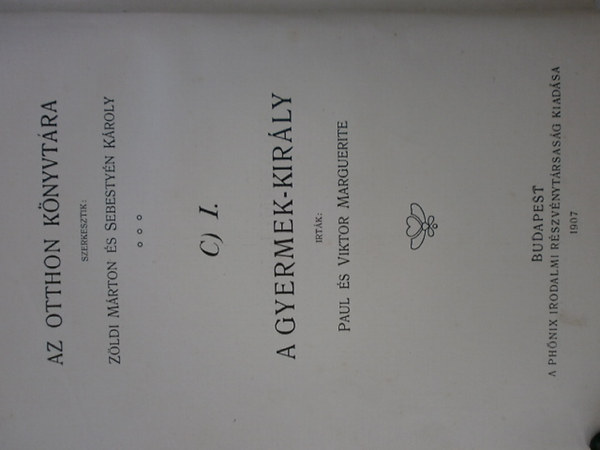 AZ OTTHON KÖNYVTÁRA
SZERKESZTIK:
ZÖLDI MÁRTON ÉS SEBESTYÉN KÁROLY
C) I.
A GYERMEK-KIRÁLY
IRTÁK:
PAUL ÉS VIKTOR MARGUERITE
BUDAPEST
A PHŐNIX IRODALMI RÉSZVÉNYTÁRSASÁG KIADÁSA
1907